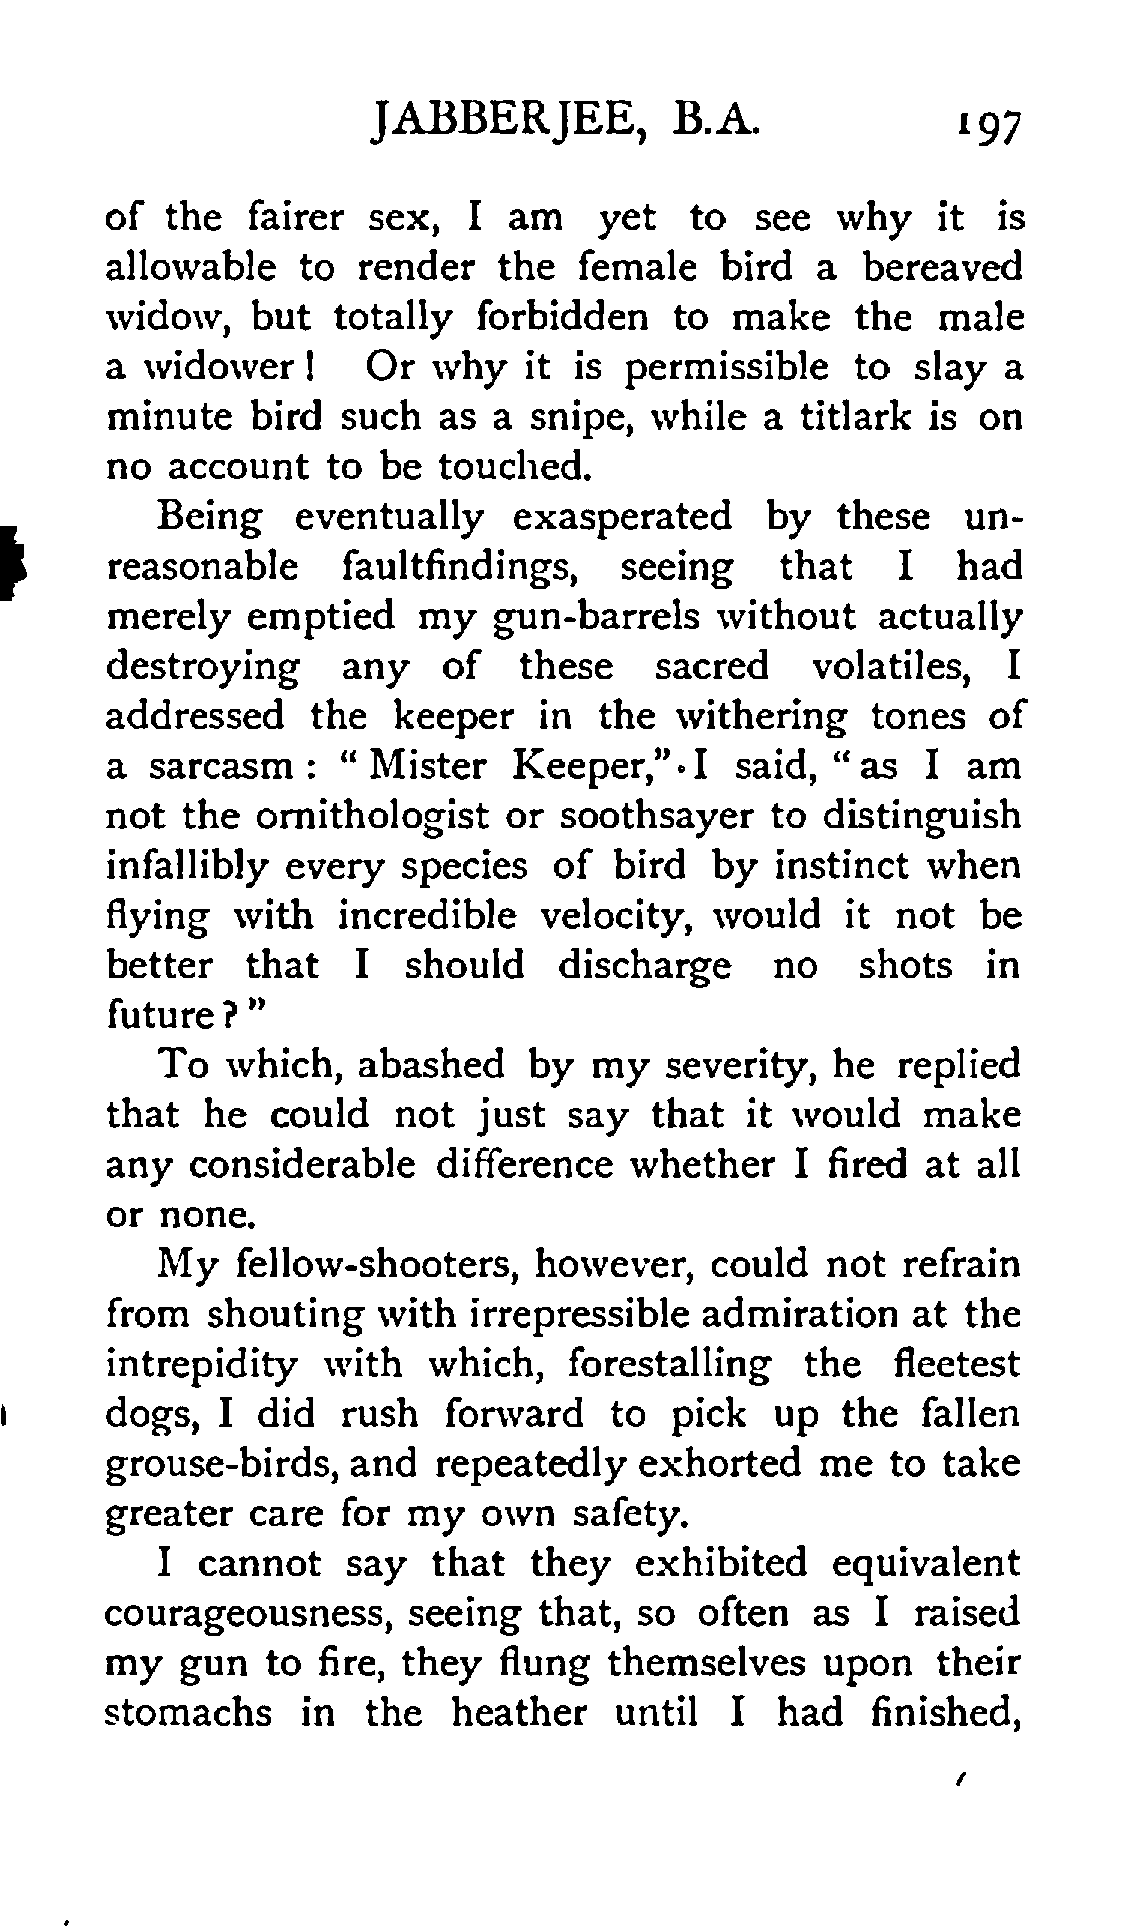 JABBERJEE, B.A. 197
of the fairer sex, I am yet to see why it is
allowable to render the female bird a bereaved
widow, but totally forbidden to make the male
a widower! Or why it is permissible to slay a
minute bird such as a snipe, while a titlark is on
no account to be touched.
Being eventually exasperated by these un-
reasonable faultfindings, seeing that I had
merely emptied my gun-barrels without actually
destroying any of these sacred volatiles, I
addressed the keeper in the withering tones of
a sarcasm: "Mister Keeper," I said, "as I am
not the ornithologist or soothsayer to distinguish
infallibly every species of bird by instinct when
flying with incredible velocity, would it not be
better that I should discharge no shots in
future?"
To which, abashed by my severity, he replied
that he could not just say that it would make
any considerable difference whether I fired at all
or none.
My fellow-shooters, however, could not refrain
from shouting with irrepressible admiration at the
intrepidity with which, forestalling the fleetest
dogs, I did rush forward to pick up the fallen
grouse-birds, and repeatedly exhorted me to take
greater care for my own safety.
I cannot say that they exhibited equivalent
courageousness, seeing that, so often as I raised
my gun to fire, they flung themselves upon their
stomachs in the heather until I had finished,